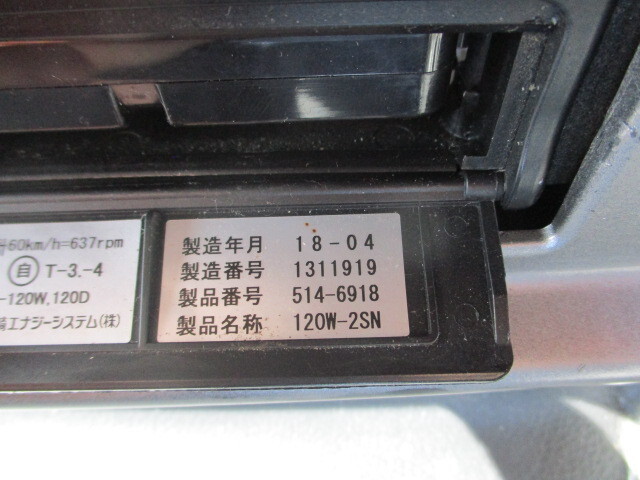 60km/h=637rpm
自 T-3.-4
-120W,120D
エナジーシステム(株)
製造年月 18-04
製造番号 1311919
製品番号 514-6918
製品名称 120W-2SN